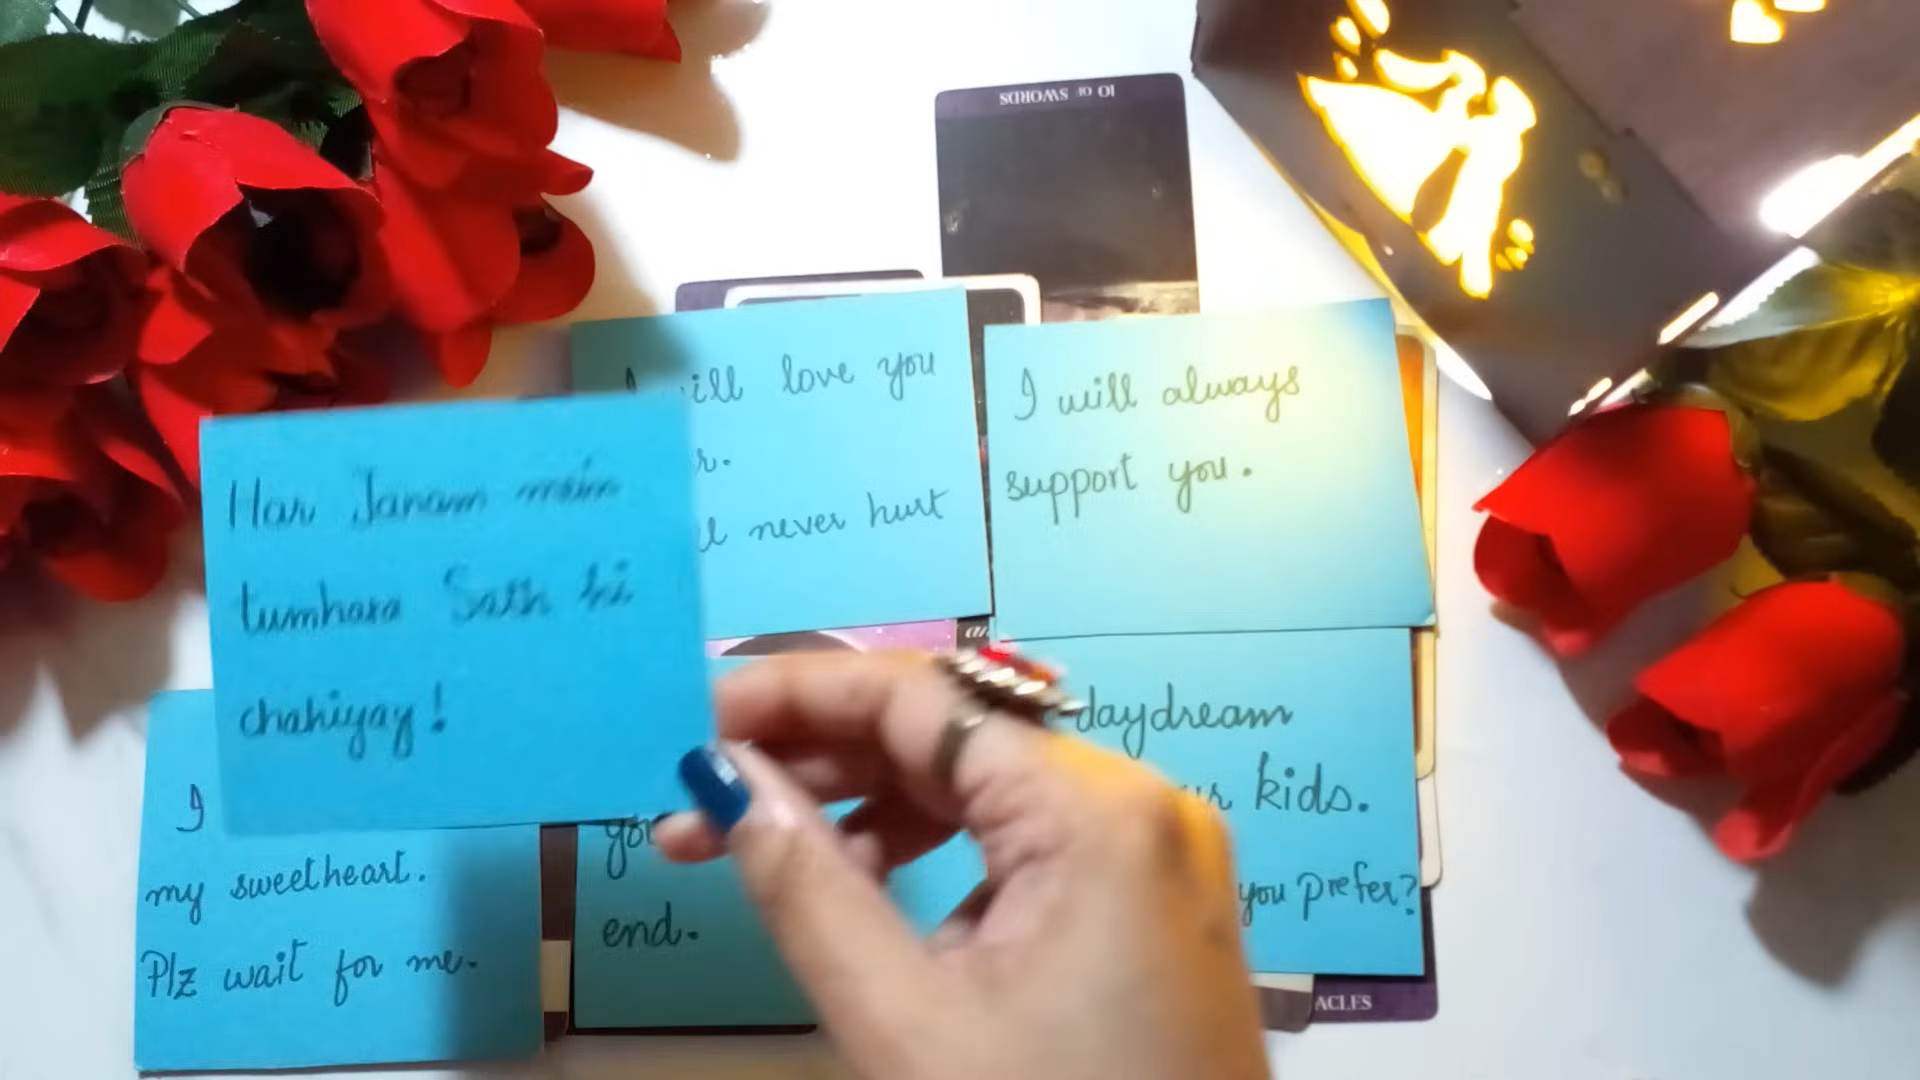 10 OF SWORDS
will love you
never hurt
I will always
support you.
Har Janam mein
tumhara Sath hi
chahiyay!
daydream
kids.
you prefer?
I
my sweetheart.
Plz wait for me.
end.
ACLES